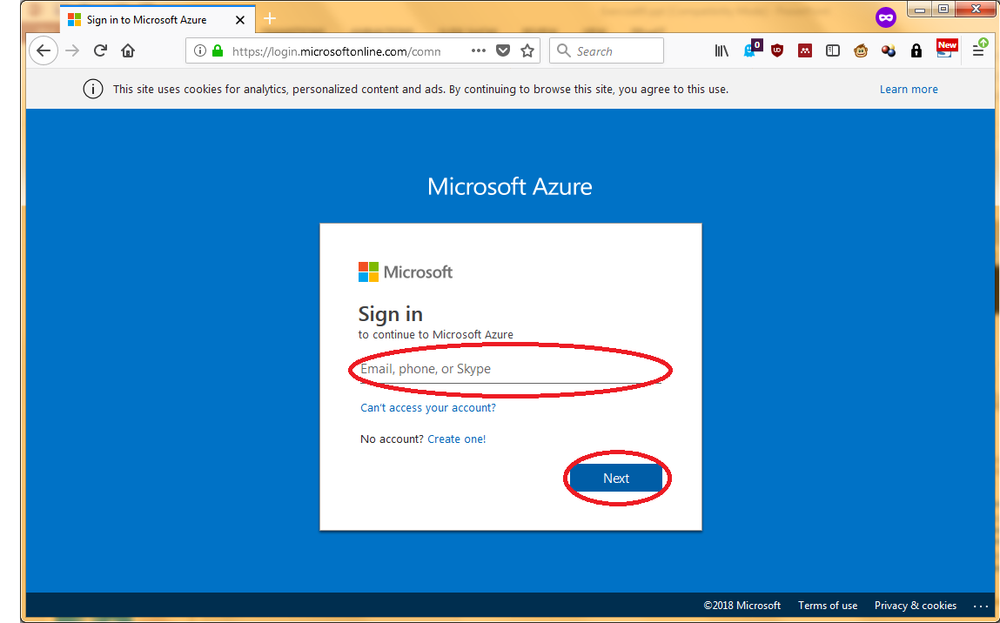 Sign in to Microsoft Azure
https://login.microsoftonline.com/comn
Search
0
UD
New
This site uses cookies for analytics, personalized content and ads. By continuing to browse this site, you agree to this use.
Learn more
Microsoft Azure
Microsoft
Sign in
to continue to Microsoft Azure
Email, phone, or Skype
Can't access your account?
No account? Create one!
Next
©2018 Microsoft Terms of use Privacy & cookies ...